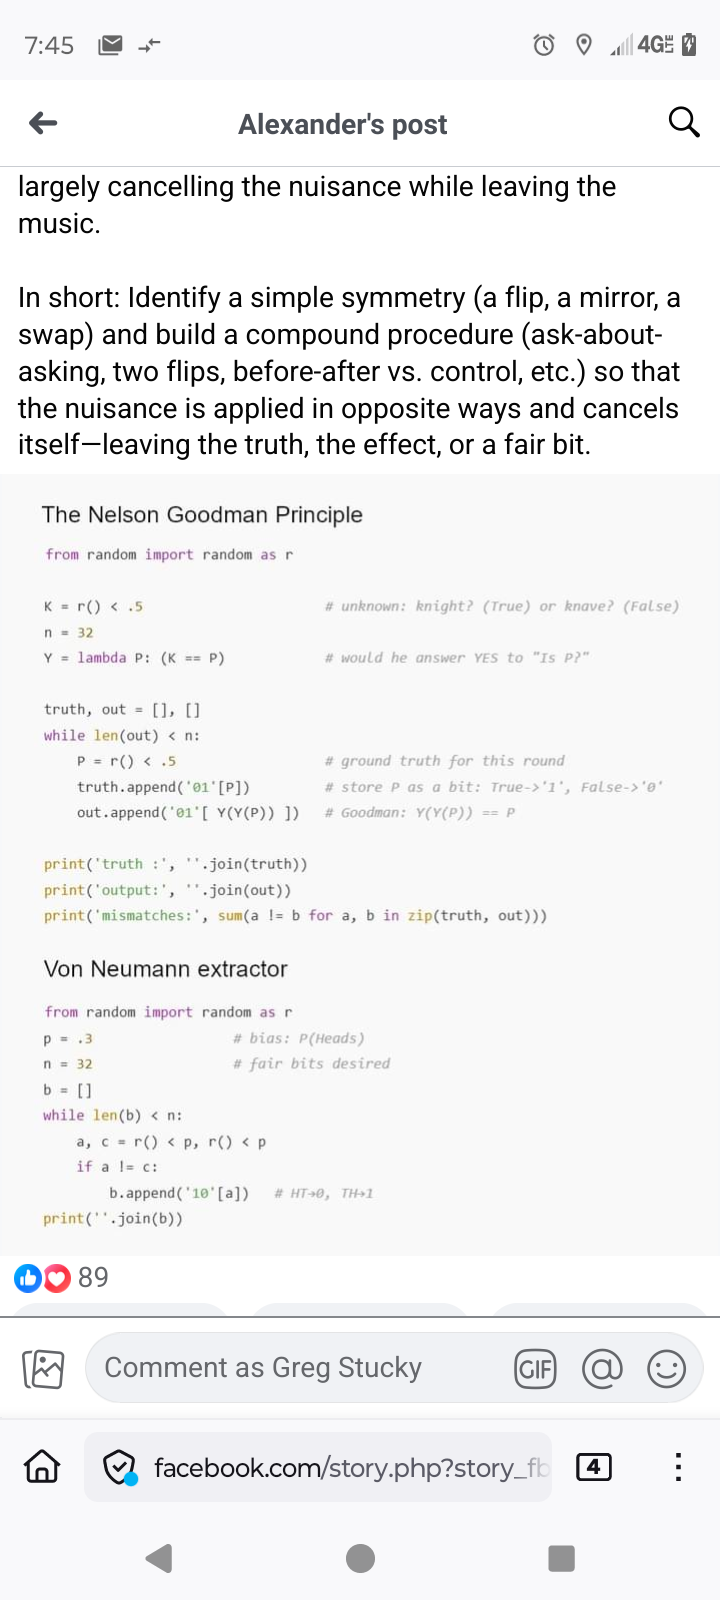 7:45
4G LTE
Alexander's post
largely cancelling the nuisance while leaving the
music.
In short: Identify a simple symmetry (a flip, a mirror, a
swap) and build a compound procedure (ask-about-
asking, two flips, before-after vs. control, etc.) so that
the nuisance is applied in opposite ways and cancels
itself—leaving the truth, the effect, or a fair bit.
The Nelson Goodman Principle
from random import random as r
K = r() < .5 # unknown: knight? (True) or knave? (False)
n = 32
Y = lambda P: (K == P) # would he answer YES to "Is P?"
truth, out = [], []
while len(out) < n:
P = r() < .5 # ground truth for this round
truth.append('01'[P]) # store P as a bit: True->'1', False->'0'
out.append('01'[ Y(Y(P)) ]) # Goodman: Y(Y(P)) == P
print('truth :', ''.join(truth))
print('output:', ''.join(out))
print('mismatches:', sum(a != b for a, b in zip(truth, out)))
Von Neumann extractor
from random import random as r
p = .3 # bias: P(Heads)
n = 32 # fair bits desired
b = []
while len(b) < n:
a, c = r() < p, r() < p
if a != c:
b.append('10'[a]) # HT→0, TH→1
print(''.join(b))
89
Comment as Greg Stucky
GIF
@
facebook.com/story.php?story_fb
4